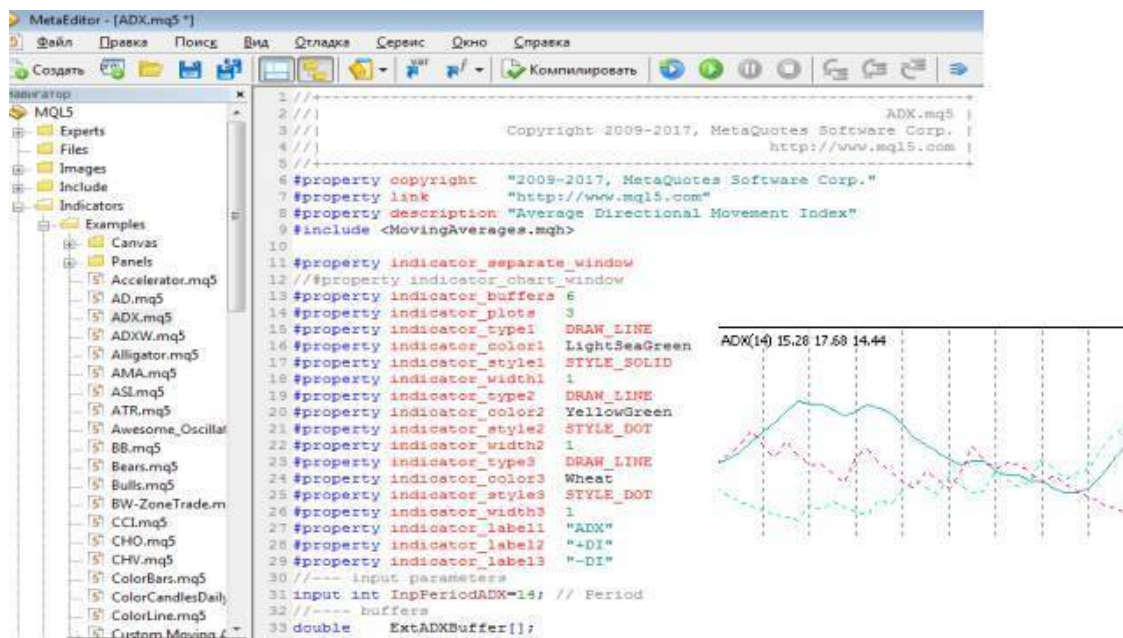 MetaEditor - [ADX.mq5 *]
Файл Правка Поиск Вид Отладка Сервис Окно Справка
Создать var f Компилировать
Навигатор
MQL5
Experts
Files
Images
Include
Indicators
Examples
Canvas
Panels
Accelerator.mq5
AD.mq5
ADX.mq5
ADXW.mq5
Alligator.mq5
AMA.mq5
ASI.mq5
ATR.mq5
Awesome_Oscillat
BB.mq5
Bears.mq5
Bulls.mq5
BW-ZoneTrade.m
CCI.mq5
CHO.mq5
CHV.mq5
ColorBars.mq5
ColorCandlesDaily
ColorLine.mq5
Custom Moving
1 //+------------------------------------------------------------------+
2 //| ADX.mq5 |
3 //| Copyright 2009-2017, MetaQuotes Software Corp. |
4 //| http://www.mql5.com |
5 //+------------------------------------------------------------------+
6 #property copyright "2009-2017, MetaQuotes Software Corp."
7 #property link "http://www.mql5.com"
8 #property description "Average Directional Movement Index"
9 #include <MovingAverages.mqh>
10
11 #property indicator_separate_window
12 //#property indicator_chart_window
13 #property indicator_buffers 6
14 #property indicator_plots 3
15 #property indicator_type1 DRAW_LINE
16 #property indicator_color1 LightSeaGreen
17 #property indicator_style1 STYLE_SOLID
18 #property indicator_width1 1
19 #property indicator_type2 DRAW_LINE
20 #property indicator_color2 YellowGreen
21 #property indicator_style2 STYLE_DOT
22 #property indicator_width2 1
23 #property indicator_type3 DRAW_LINE
24 #property indicator_color3 Wheat
25 #property indicator_style3 STYLE_DOT
26 #property indicator_width3 1
27 #property indicator_label1 "ADX"
28 #property indicator_label2 "+DI"
29 #property indicator_label3 "-DI"
30 //--- input parameters
31 input int InpPeriodADX=14; // Period
32 //---- buffers
33 double ExtADXBuffer[];
ADX(14) 15.28 17.68 14.44